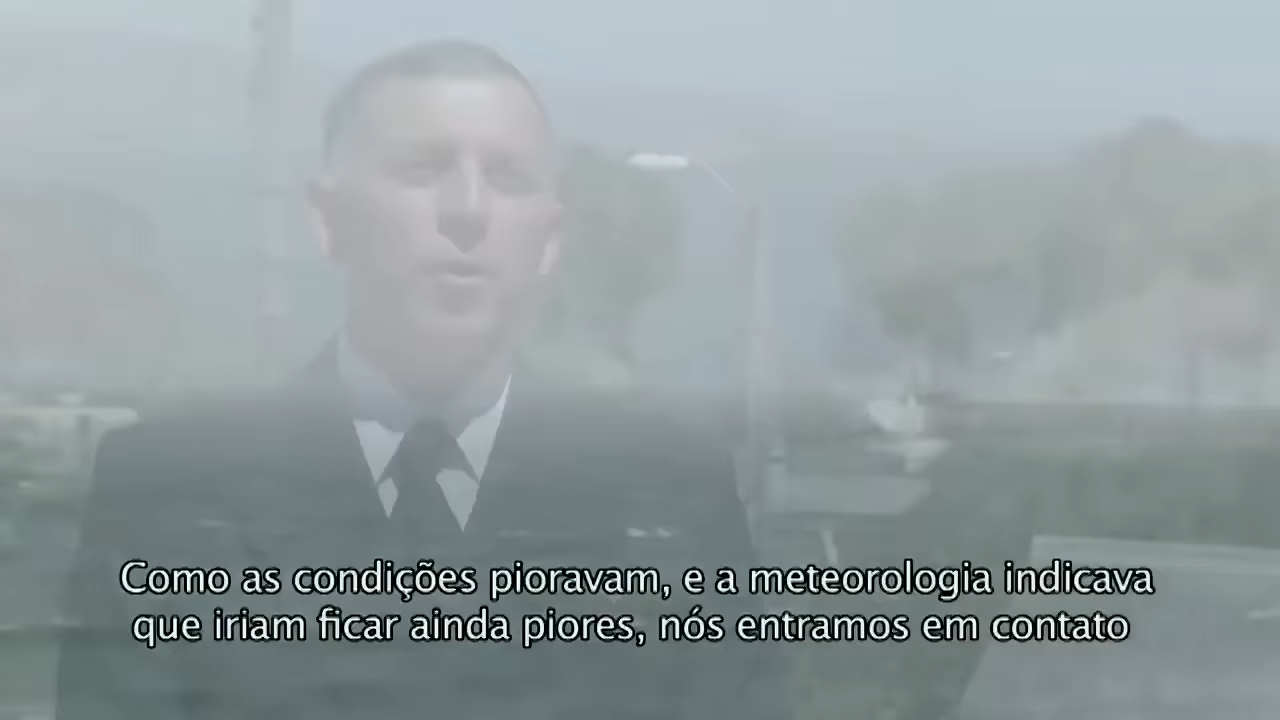 Como as condições pioravam, e a meteorologia indicava
que iriam ficar ainda piores, nós entramos em contato